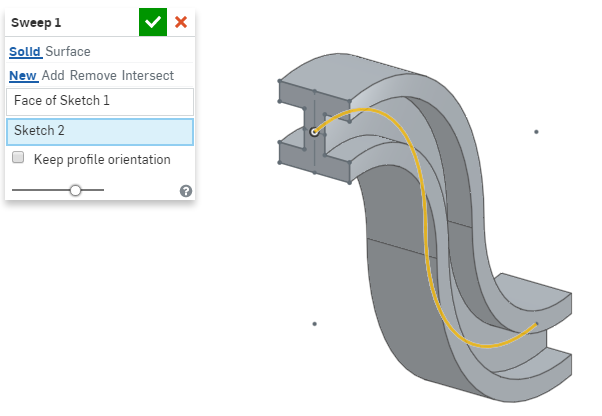 Sweep 1
Solid Surface
New Add Remove Intersect
Face of Sketch 1
Sketch 2
Keep profile orientation
?